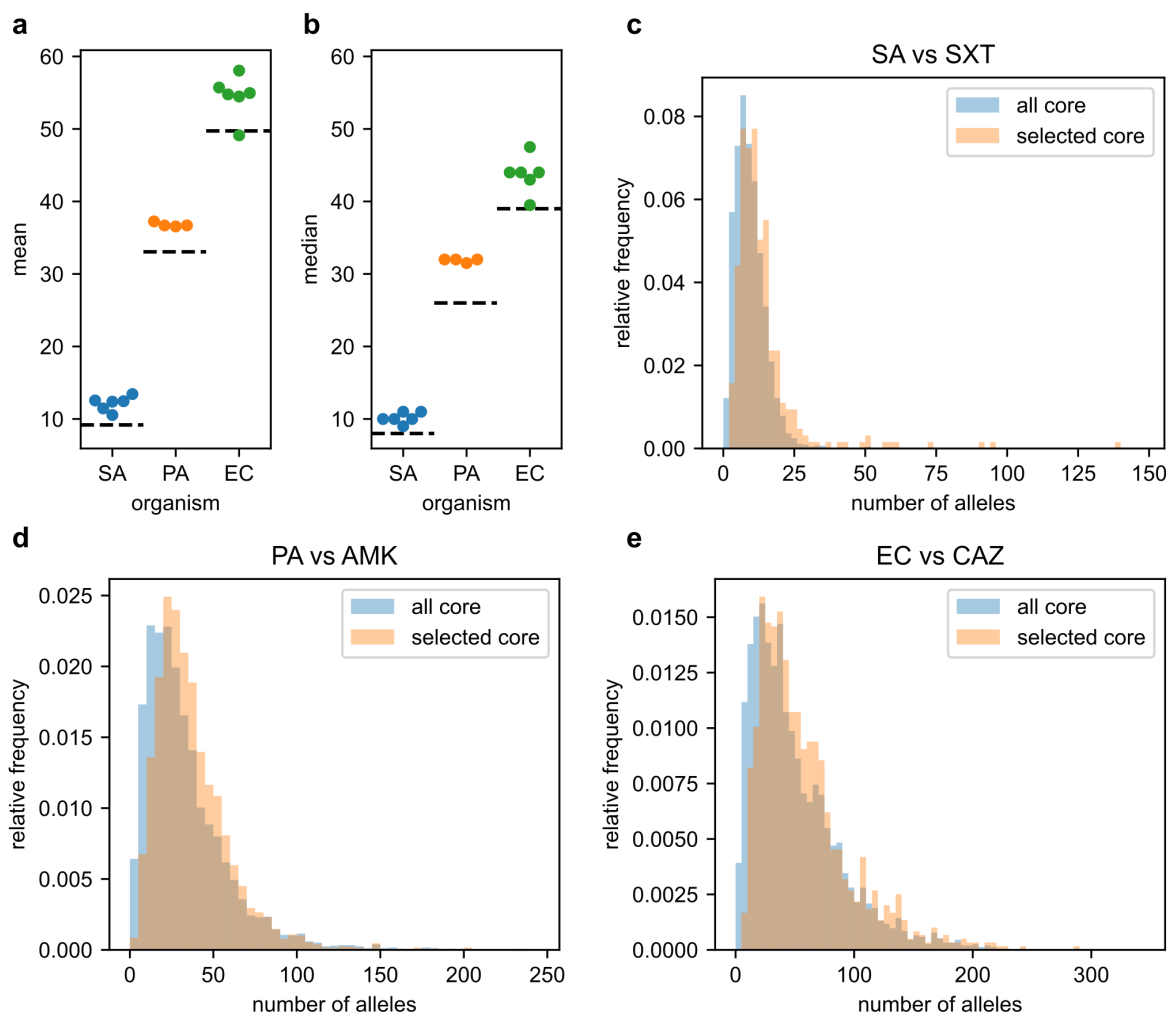 a
60
50
40
30
20
10
mean
SA PA EC
organism
b
60
50
40
30
20
10
median
SA PA EC
organism
c
SA vs SXT
all core
selected core
0.08
0.06
0.04
0.02
0.00
relative frequency
0 25 50 75 100 125 150
number of alleles
d
PA vs AMK
all core
selected core
0.025
0.020
0.015
0.010
0.005
0.000
relative frequency
0 50 100 150 200 250
number of alleles
e
EC vs CAZ
all core
selected core
0.0150
0.0125
0.0100
0.0075
0.0050
0.0025
0.0000
relative frequency
0 100 200 300
number of alleles